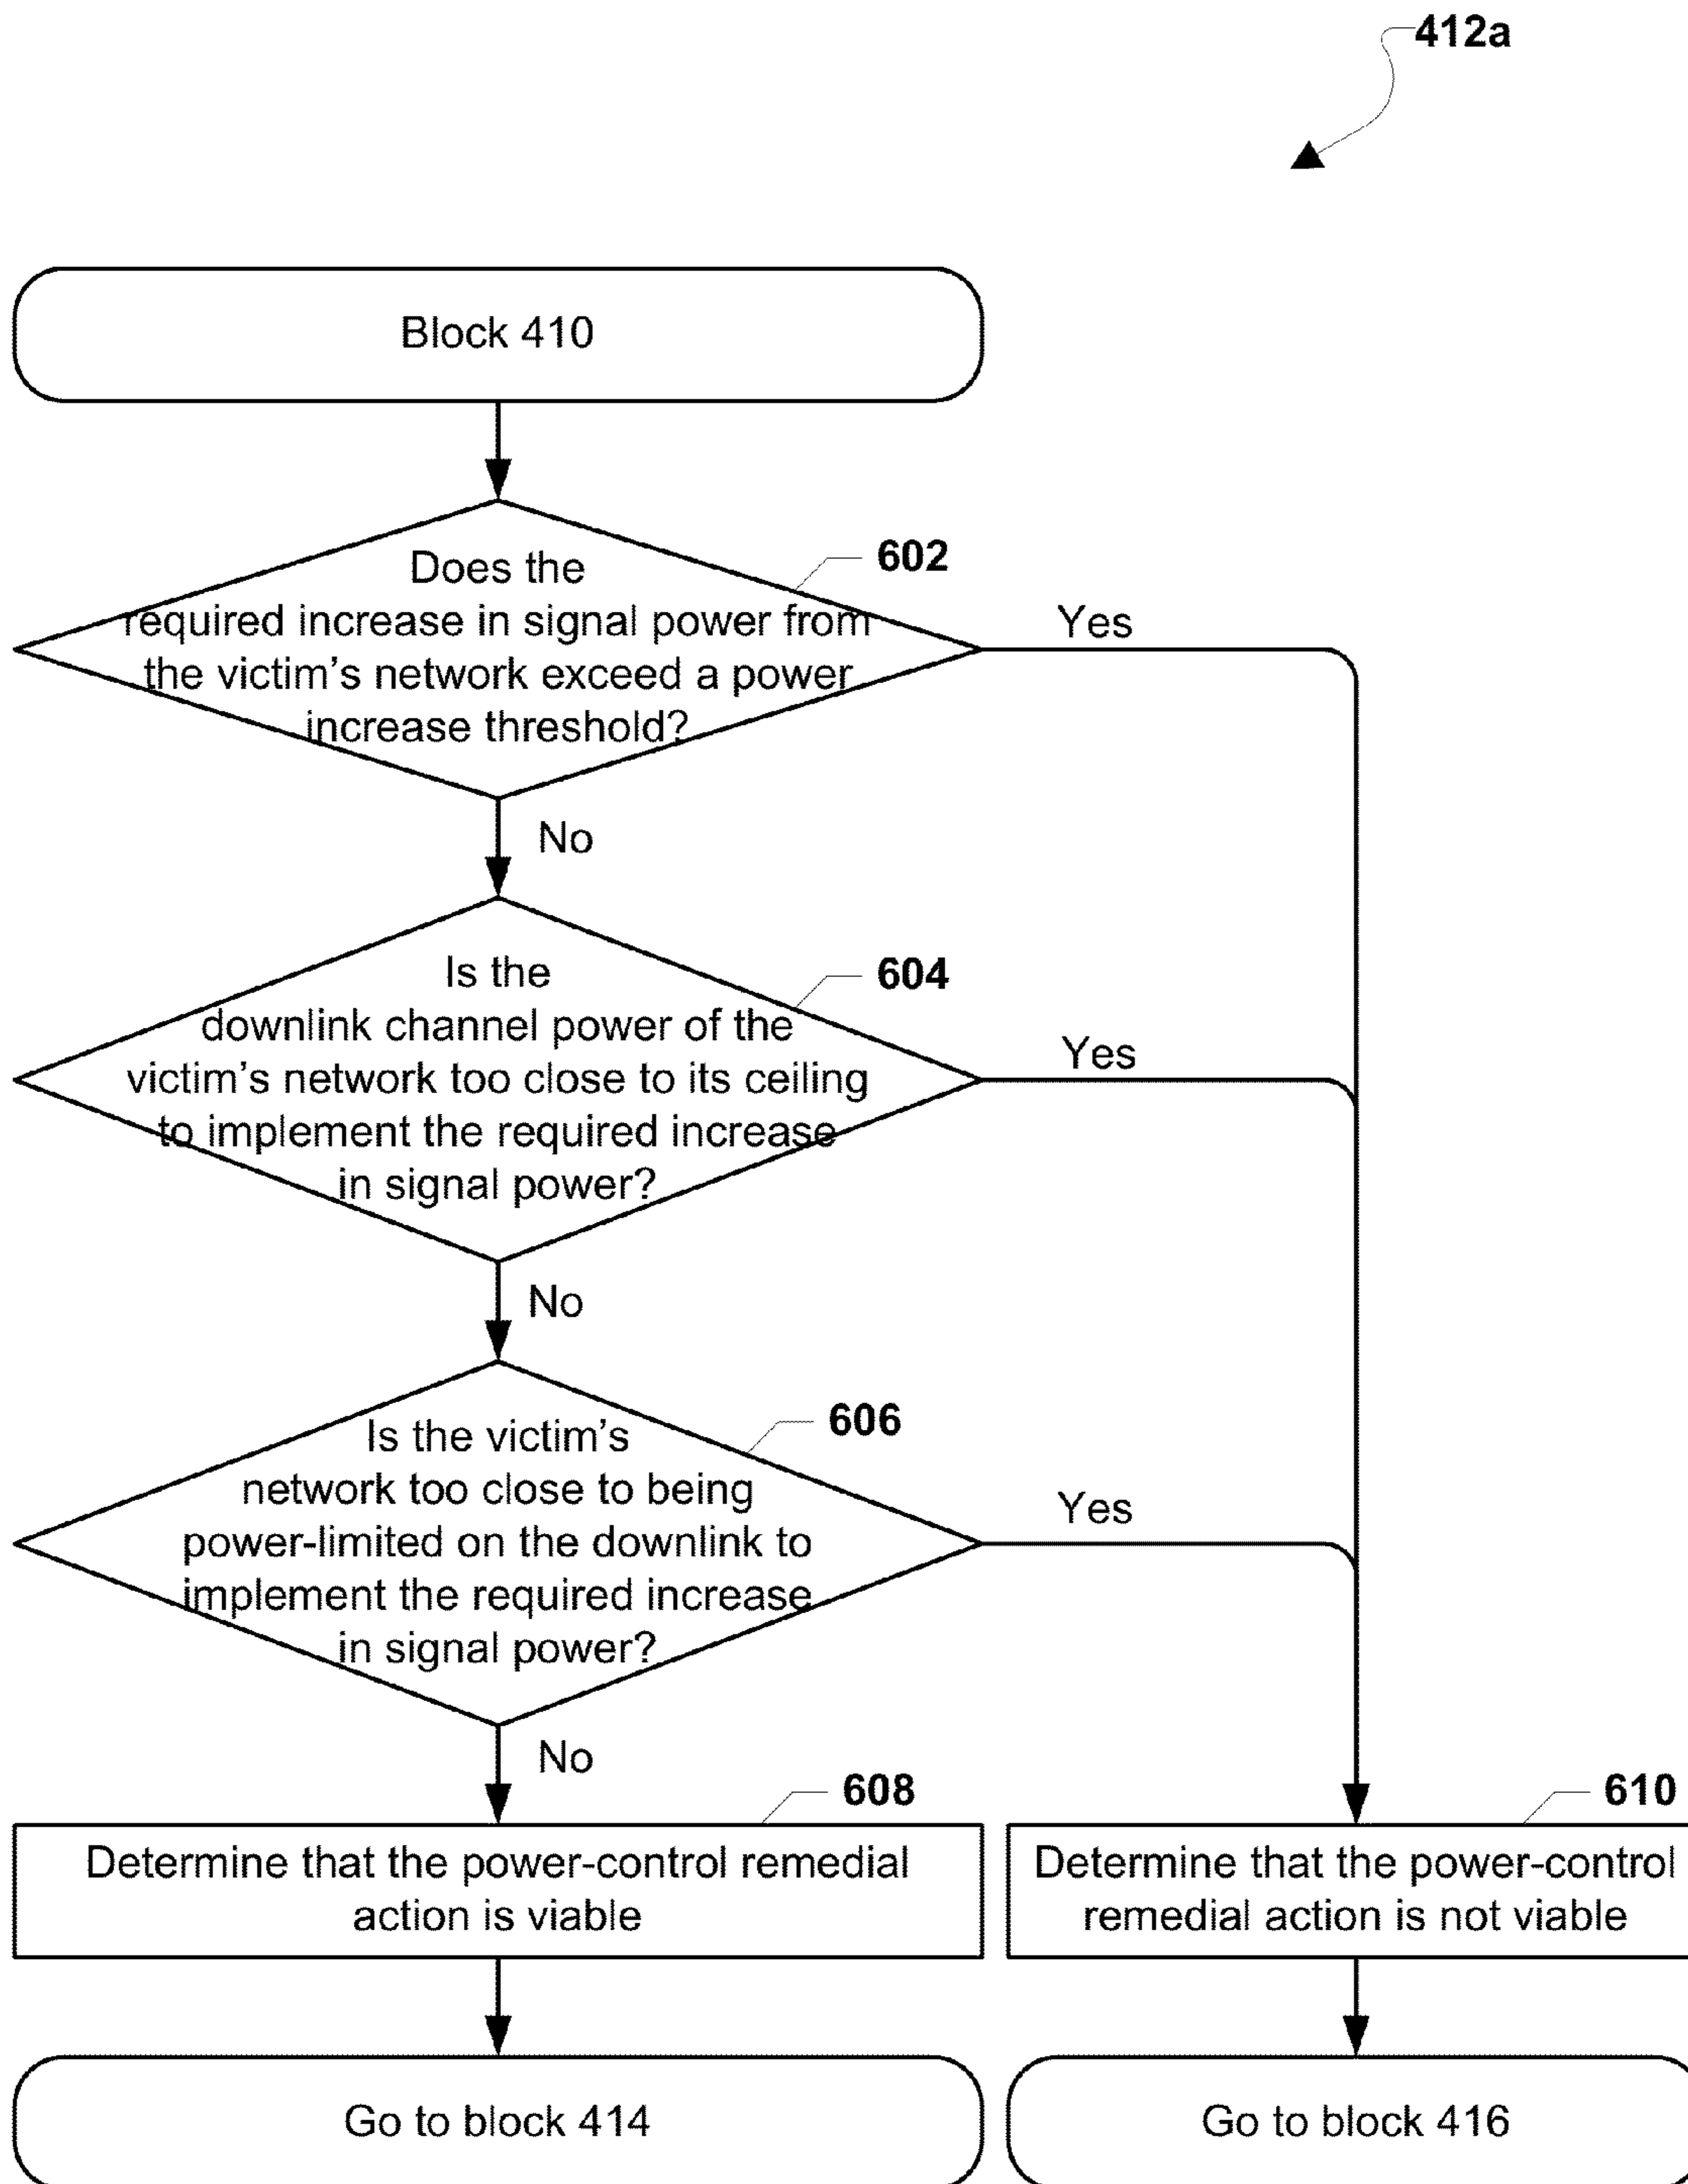 412a
Block 410
602
Does the
required increase in signal power from
the victim's network exceed a power
increase threshold?
Yes
No
604
Is the
downlink channel power of the
victim's network too close to its ceiling
to implement the required increase
in signal power?
Yes
No
606
Is the victim's
network too close to being
power-limited on the downlink to
implement the required increase
in signal power?
Yes
No
608
Determine that the power-control remedial
action is viable
610
Determine that the power-control
remedial action is not viable
Go to block 414
Go to block 416